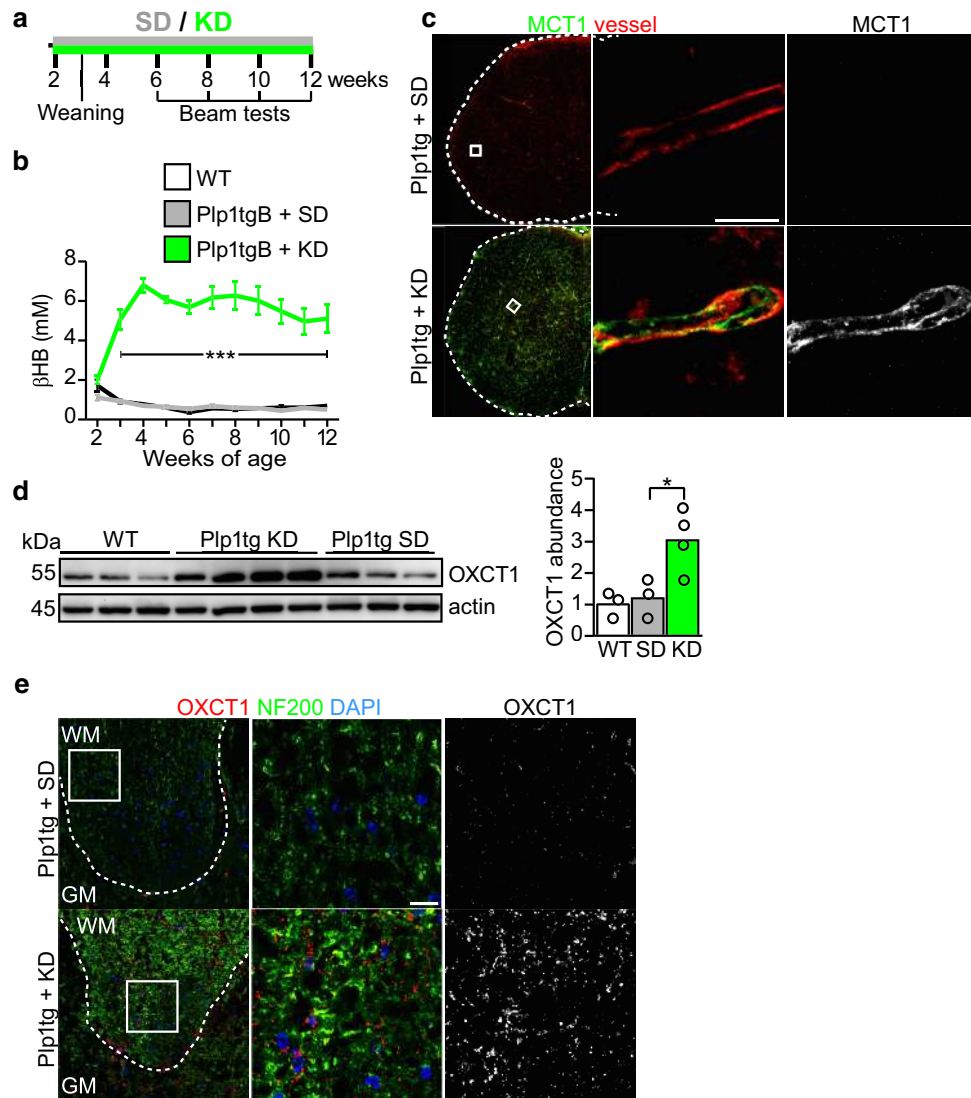 a
SD / KD
2 4 6 8 10 12 weeks
Weaning
Beam tests
b
WT
Plp1tgB + SD
Plp1tgB + KD
8
6
4
2
0
βHB (mM)
***
2 4 6 8 10 12
Weeks of age
c
MCT1 vessel
MCT1
Plp1tg + SD
Plp1tg + KD
d
kDa
WT
Plp1tg KD
Plp1tg SD
55
OXCT1
45
actin
OXCT1 abundance
5
4
3
2
1
0
*
WT SD KD
e
OXCT1 NF200 DAPI
OXCT1
Plp1tg + SD
WM
GM
Plp1tg + KD
WM
GM